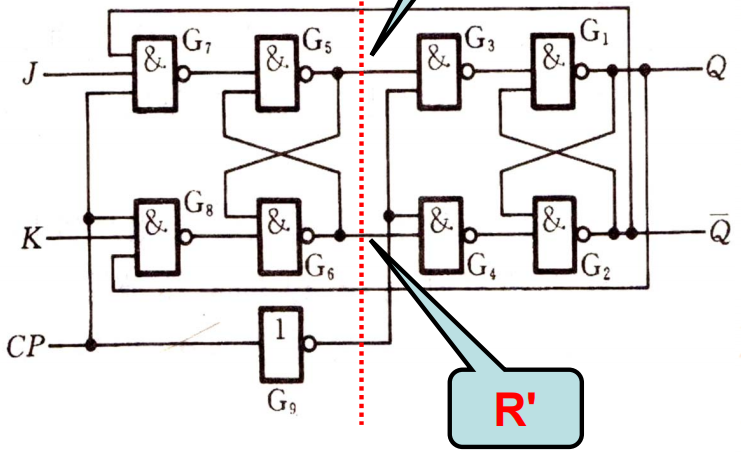 G₇ G₅ G₃ G₁
J & & & & Q
G₈
K & & & & Q̅
G₆ G₄ G₂
CP 1
G₉
R'